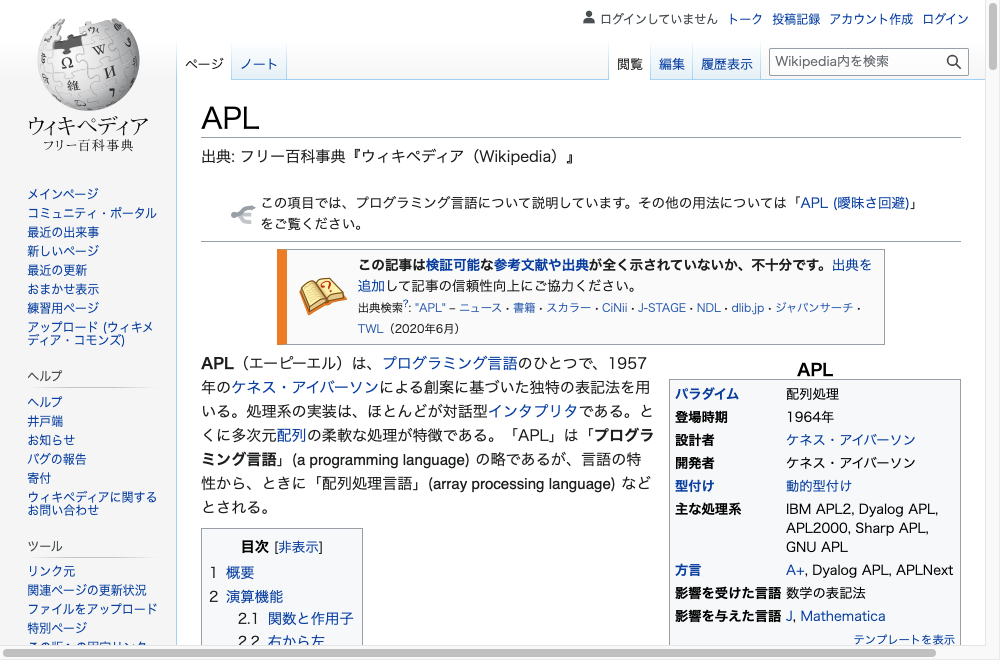 ログインしていません トーク 投稿記録 アカウント作成 ログイン
ページ ノート 閲覧 編集 履歴表示 Wikipedia内を検索
ウィキペディア
フリー百科事典
メインページ
コミュニティ・ポータル
最近の出来事
新しいページ
最近の更新
おまかせ表示
練習用ページ
アップロード (ウィキメ
ディア・コモンズ)
ヘルプ
ヘルプ
井戸端
お知らせ
バグの報告
寄付
ウィキペディアに関する
お問い合わせ
ツール
リンク元
関連ページの更新状況
ファイルをアップロード
特別ページ
APL
出典: フリー百科事典『ウィキペディア（Wikipedia）』
この項目では、プログラミング言語について説明しています。その他の用法については「APL (曖昧さ回避)」
をご覧ください。
この記事は検証可能な参考文献や出典が全く示されていないか、不十分です。出典を
追加して記事の信頼性向上にご協力ください。
出典検索?: "APL" – ニュース · 書籍 · スカラー · CiNii · J-STAGE · NDL · dlib.jp · ジャパンサーチ ·
TWL（2020年6月）
APL（エーピーエル）は、プログラミング言語のひとつで、1957
年のケネス・アイバーソンによる創案に基づいた独特の表記法を用
いる。処理系の実装は、ほとんどが対話型インタプリタである。と
くに多次元配列の柔軟な処理が特徴である。「APL」は「プログラ
ミング言語」(a programming language) の略であるが、言語の特
性から、ときに「配列処理言語」(array processing language) など
とされる。
APL
パラダイム 配列処理
登場時期 1964年
設計者 ケネス・アイバーソン
開発者 ケネス・アイバーソン
型付け 動的型付け
主な処理系 IBM APL2, Dyalog APL,
APL2000, Sharp APL,
GNU APL
方言 A+, Dyalog APL, APLNext
影響を受けた言語 数学の表記法
影響を与えた言語 J, Mathematica
テンプレートを表示
目次 [非表示]
1 概要
2 演算機能
2.1 関数と作用子
2.2 右から左